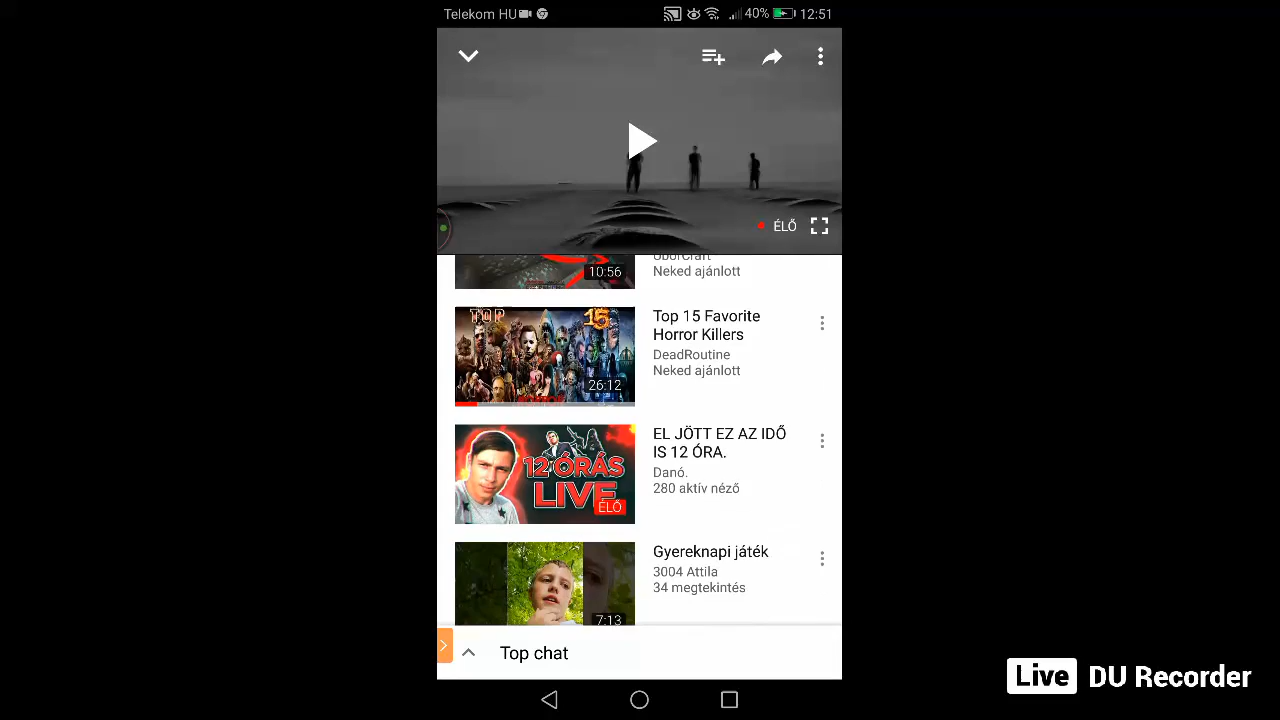 Telekom HU
40%
12:51
ÉLŐ
10:56
UborCraft
Neked ajánlott
TOP
15
26:12
Top 15 Favorite
Horror Killers
DeadRoutine
Neked ajánlott
12 ÓRÁS
LIVE
ÉLŐ
EL JÖTT EZ AZ IDŐ
IS 12 ÓRA.
Danó.
280 aktív néző
7:13
Gyereknapi játék
3004 Attila
34 megtekintés
Top chat
Live DU Recorder